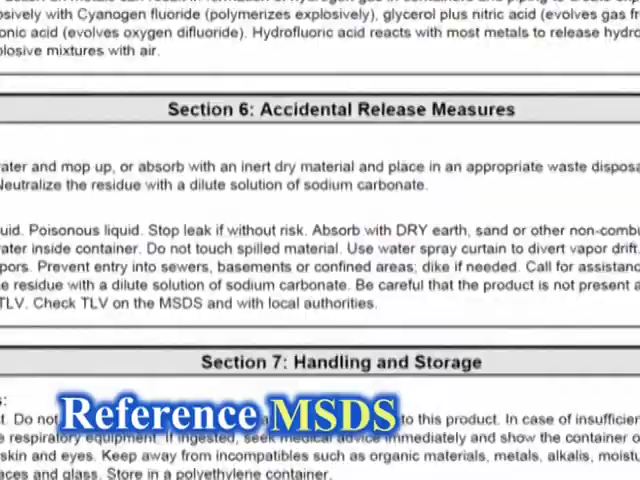 osively with Cyanogen fluoride (polymerizes explosively), glycerol plus nitric acid (evolves gas fr
onic acid (evolves oxygen difluoride). Hydrofluoric acid reacts with most metals to release hydro
plosive mixtures with air.
Section 6: Accidental Release Measures
ater and mop up, or absorb with an inert dry material and place in an appropriate waste disposa
Neutralize the residue with a dilute solution of sodium carbonate.
uid. Poisonous liquid. Stop leak if without risk. Absorb with DRY earth, sand or other non-combu
ater inside container. Do not touch spilled material. Use water spray curtain to divert vapor drift.
pors. Prevent entry into sewers, basements or confined areas; dike if needed. Call for assistanc
e residue with a dilute solution of sodium carbonate. Be careful that the product is not present a
TLV. Check TLV on the MSDS and with local authorities.
Section 7: Handling and Storage
s:
t. Do not to this product. In case of insufficien
Reference MSDS
e respiratory equipment. If ingested, seek medical advice immediately and show the container o
skin and eyes. Keep away from incompatibles such as organic materials, metals, alkalis, moistu
aces and glass. Store in a polyethylene container.